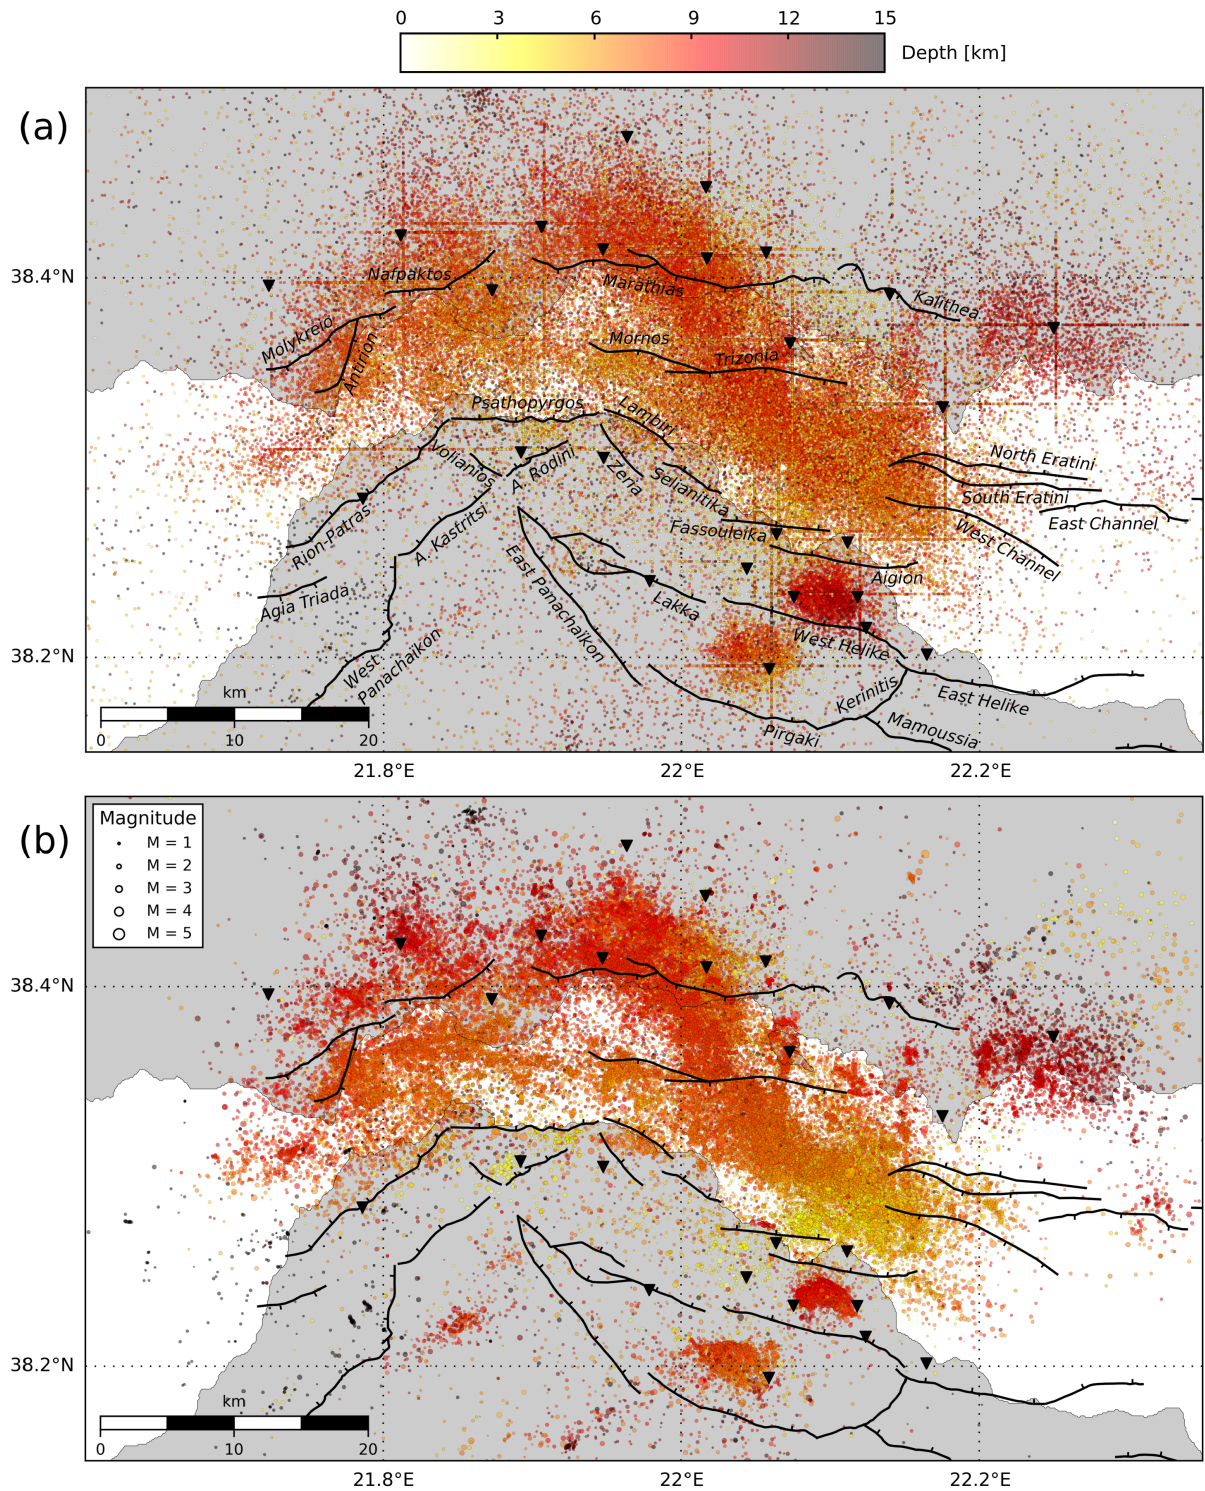 0 3 6 9 12 15
Depth [km]
(a)
38.4°N
38.2°N
Nafpaktos
Molykreio
Antirion
Marathias
Kalithea
Mornos
Trizonia
Psathopyrgos
Lambiri
Volianios
A. Rodini
Zeria
Selianitika
Rion-Patras
A. Kastritsi
Fassouleika
North Eratini
South Eratini
East Channel
West Channel
Aigion
Agia Triada
East Panachaikon
Lakka
West Helike
West
Panachaikon
Kerinitis
East Helike
Pirgaki
Mamoussia
km
0 10 20
21.8°E 22°E 22.2°E
(b)
Magnitude
M = 1
M = 2
M = 3
M = 4
M = 5
38.4°N
38.2°N
km
0 10 20
21.8°E 22°E 22.2°E